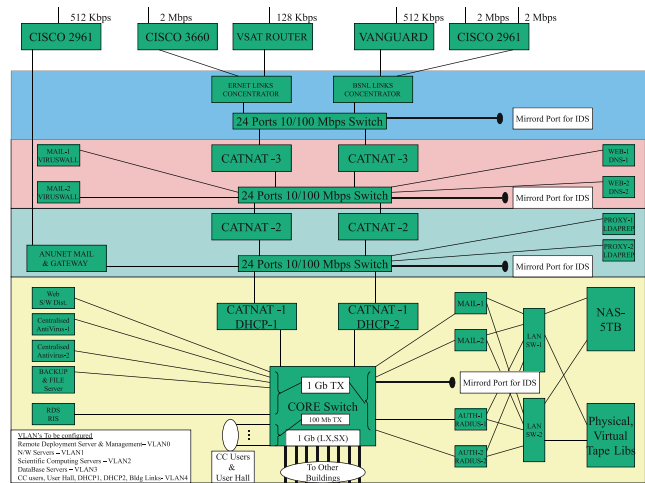 512 Kbps
2 Mbps
128 Kbps
512 Kbps
2 Mbps
2 Mbps
CISCO 2961
CISCO 3660
VSAT ROUTER
VANGUARD
CISCO 2961
ERNET LINKS
CONCENTRATOR
BSNL LINKS
CONCENTRATOR
24 Ports 10/100 Mbps Switch
Mirrord Port for IDS
MAIL-1
VIRUSWALL
CATNAT -3
CATNAT -3
WEB-1
DNS-1
MAIL-2
VIRUSWALL
24 Ports 10/100 Mbps Switch
WEB-2
DNS-2
Mirrord Port for IDS
CATNAT -2
CATNAT -2
PROXY-1
LDAPREP
PROXY-2
LDAPREP
ANUNET MAIL
& GATEWAY
24 Ports 10/100 Mbps Switch
Mirrord Port for IDS
Web
S/W Dist.
CATNAT -1
DHCP-1
CATNAT -1
DHCP-2
MAIL-1
NAS-
5TB
Centralised
AntiVirus-1
MAIL-2
LAN
SW-1
Centralised
Antivirus-2
BACKUP
& FILE
Server
1 Gb TX
Mirrord Port for IDS
RDS
RIS
CORE Switch
100 Mb TX
AUTH-1
RADIUS-1
LAN
SW-2
Physical,
Virtual
Tape Libs
1 Gb (LX,SX)
AUTH-2
RADIUS-2
VLAN's To be configured
Remote Deployment Server & Management– VLAN0
N/W Servers – VLAN1
Scientific Computing Servers – VLAN2
DataBase Servers– VLAN3
CC users, User Hall, DHCP1, DHCP2, Bldg Links– VLAN4
CC Users
&
User Hall
To Other
Buildings